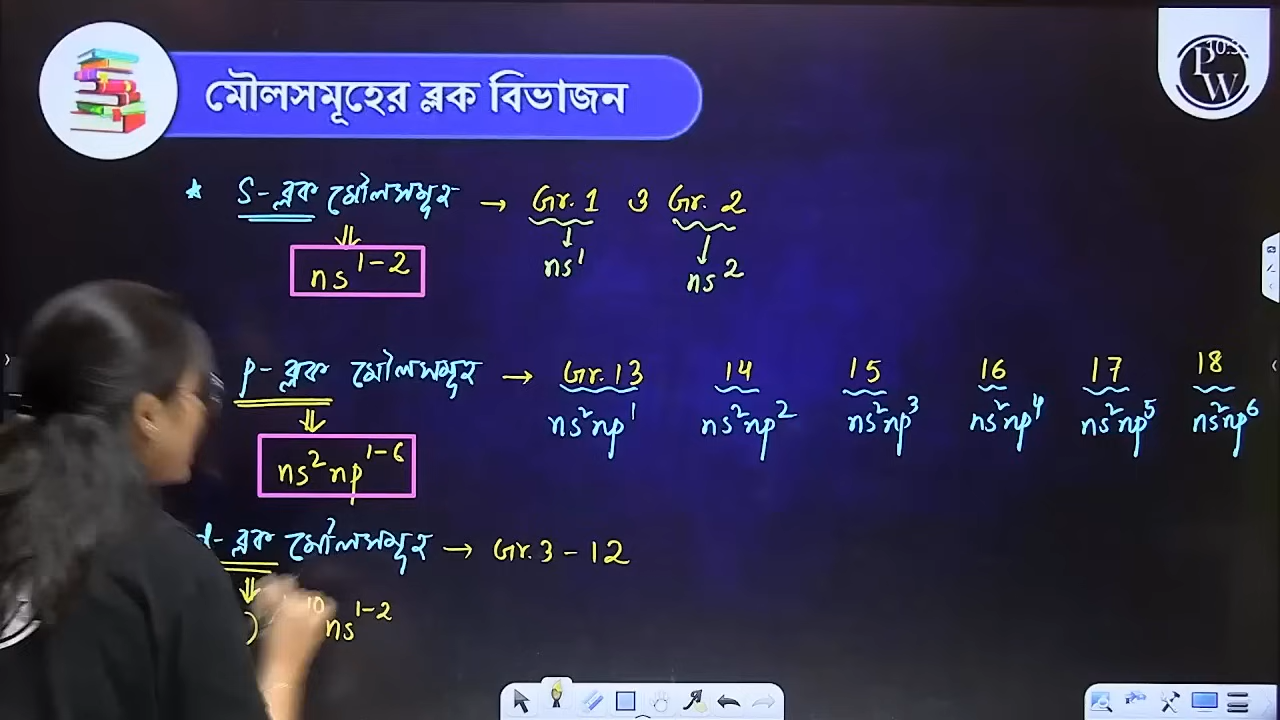 মৌলসমূহের ব্লক বিভাজন
PW
* S-ব্লক মৌলসমূহ → Gr. 1 ও Gr. 2
ns¹⁻² ns¹ ns²
p-ব্লক মৌলসমূহ → Gr. 13 14 15 16 17 18
ns²np¹ ns²np² ns²np³ ns²np⁴ ns²np⁵ ns²np⁶
ns²np¹⁻⁶
-ব্লক মৌলসমূহ → Gr. 3 - 12
) 10 ns¹⁻²